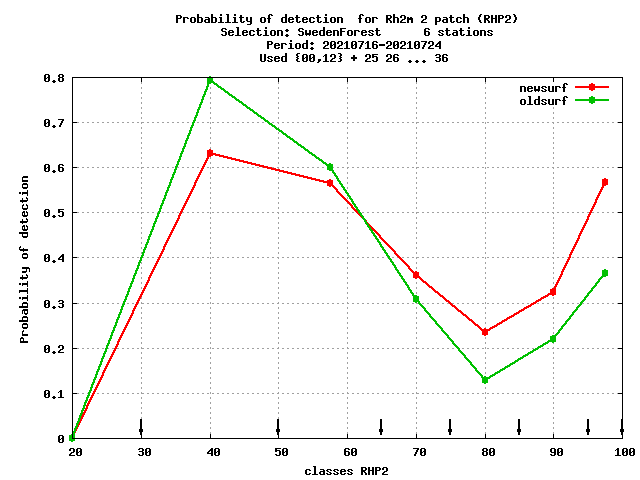 Probability of detection  for Rh2m 2 patch (RHP2)
Selection: SwedenForest      6 stations
Period: 20210716-20210724
Used {00,12} + 25 26 ... 36
newsurf
oldsurf
Probability of detection
0.8
0.7
0.6
0.5
0.4
0.3
0.2
0.1
0
20 30 40 50 60 70 80 90 100
classes RHP2